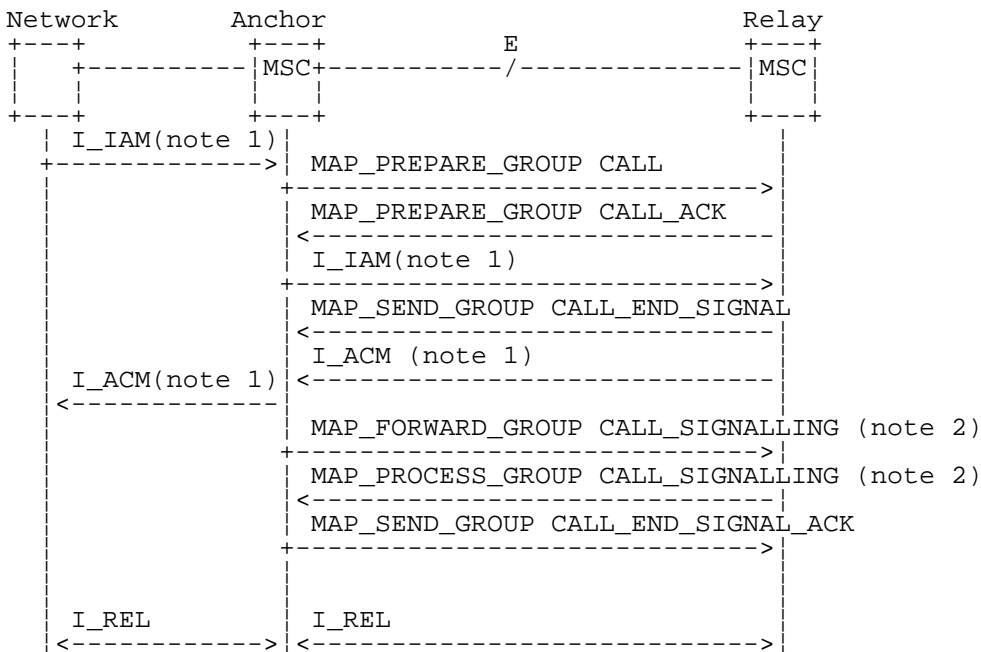 Network Anchor Relay
E
MSC MSC
I_IAM(note 1)
MAP_PREPARE_GROUP CALL
MAP_PREPARE_GROUP CALL_ACK
I_IAM(note 1)
MAP_SEND_GROUP CALL_END_SIGNAL
I_ACM (note 1)
I_ACM(note 1)
MAP_FORWARD_GROUP CALL_SIGNALLING (note 2)
MAP_PROCESS_GROUP CALL_SIGNALLING (note 2)
MAP_SEND_GROUP CALL_END_SIGNAL_ACK
I_REL I_REL